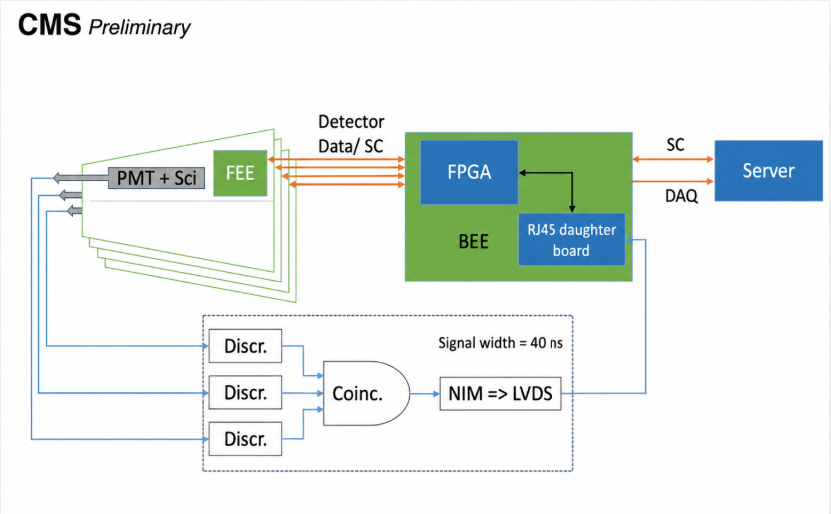 CMS Preliminary
Detector
Data/ SC
PMT + Sci
FEE
FPGA
BEE
RJ45 daughter
board
SC
DAQ
Server
Discr.
Discr.
Discr.
Coinc.
Signal width = 40 ns
NIM => LVDS